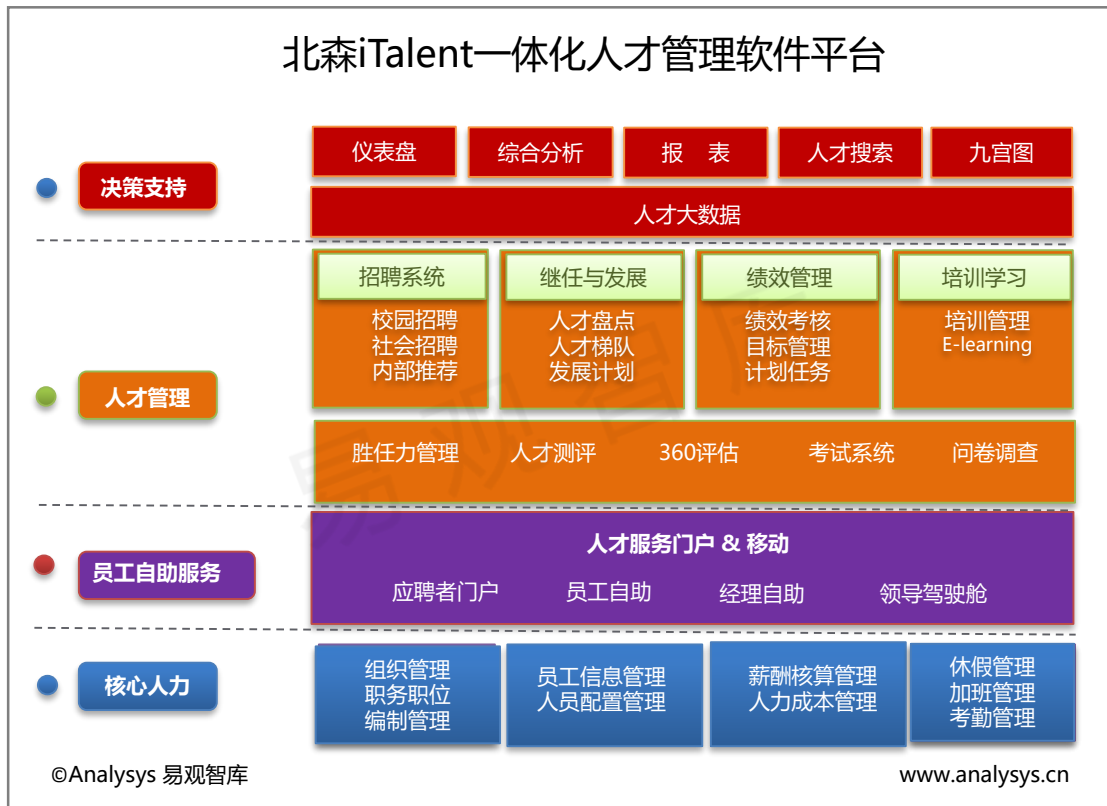 北森iTalent一体化人才管理软件平台
仪表盘
综合分析
报 表
人才搜索
九宫图
决策支持
人才大数据
招聘系统
继任与发展
绩效管理
培训学习
校园招聘
社会招聘
内部推荐
人才盘点
人才梯队
发展计划
绩效考核
目标管理
计划任务
培训管理
E-learning
人才管理
胜任力管理
人才测评
360评估
考试系统
问卷调查
易观智库
人才服务门户 & 移动
员工自助服务
应聘者门户
员工自助
经理自助
领导驾驶舱
核心人力
组织管理
职务职位
编制管理
员工信息管理
人员配置管理
薪酬核算管理
人力成本管理
休假管理
加班管理
考勤管理
©Analysys 易观智库
www.analysys.cn